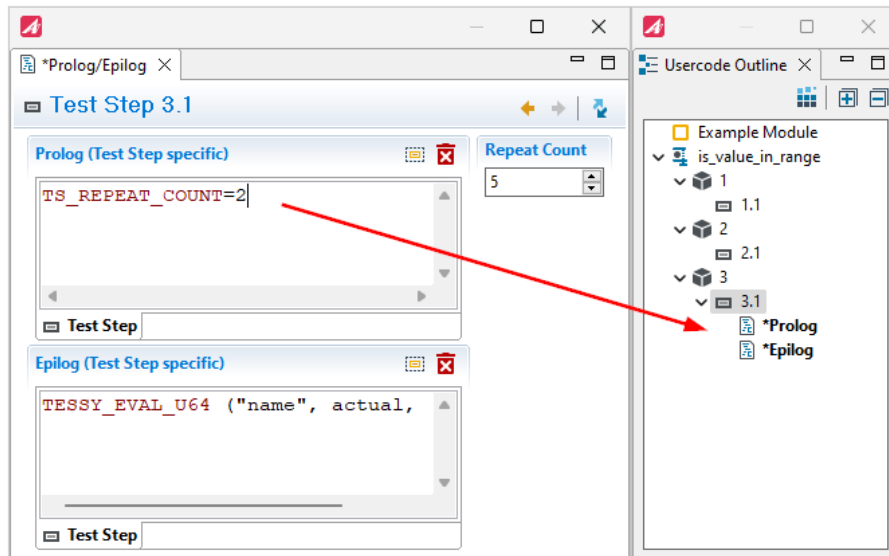 *Prolog/Epilog
Test Step 3.1
Prolog (Test Step specific)
TS_REPEAT_COUNT=2
Test Step
Repeat Count
5
Epilog (Test Step specific)
TESSY_EVAL_U64 ("name", actual,
Test Step
Usercode Outline
Example Module
is_value_in_range
1
1.1
2
2.1
3
3.1
*Prolog
*Epilog